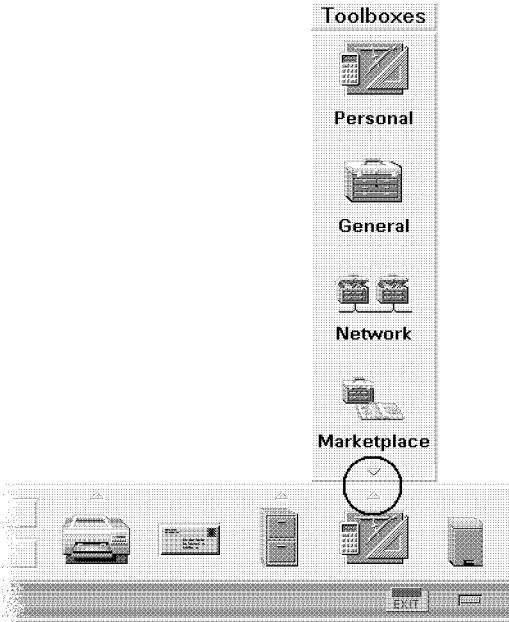 Toolboxes
Personal
General
Network
Marketplace
EXIT